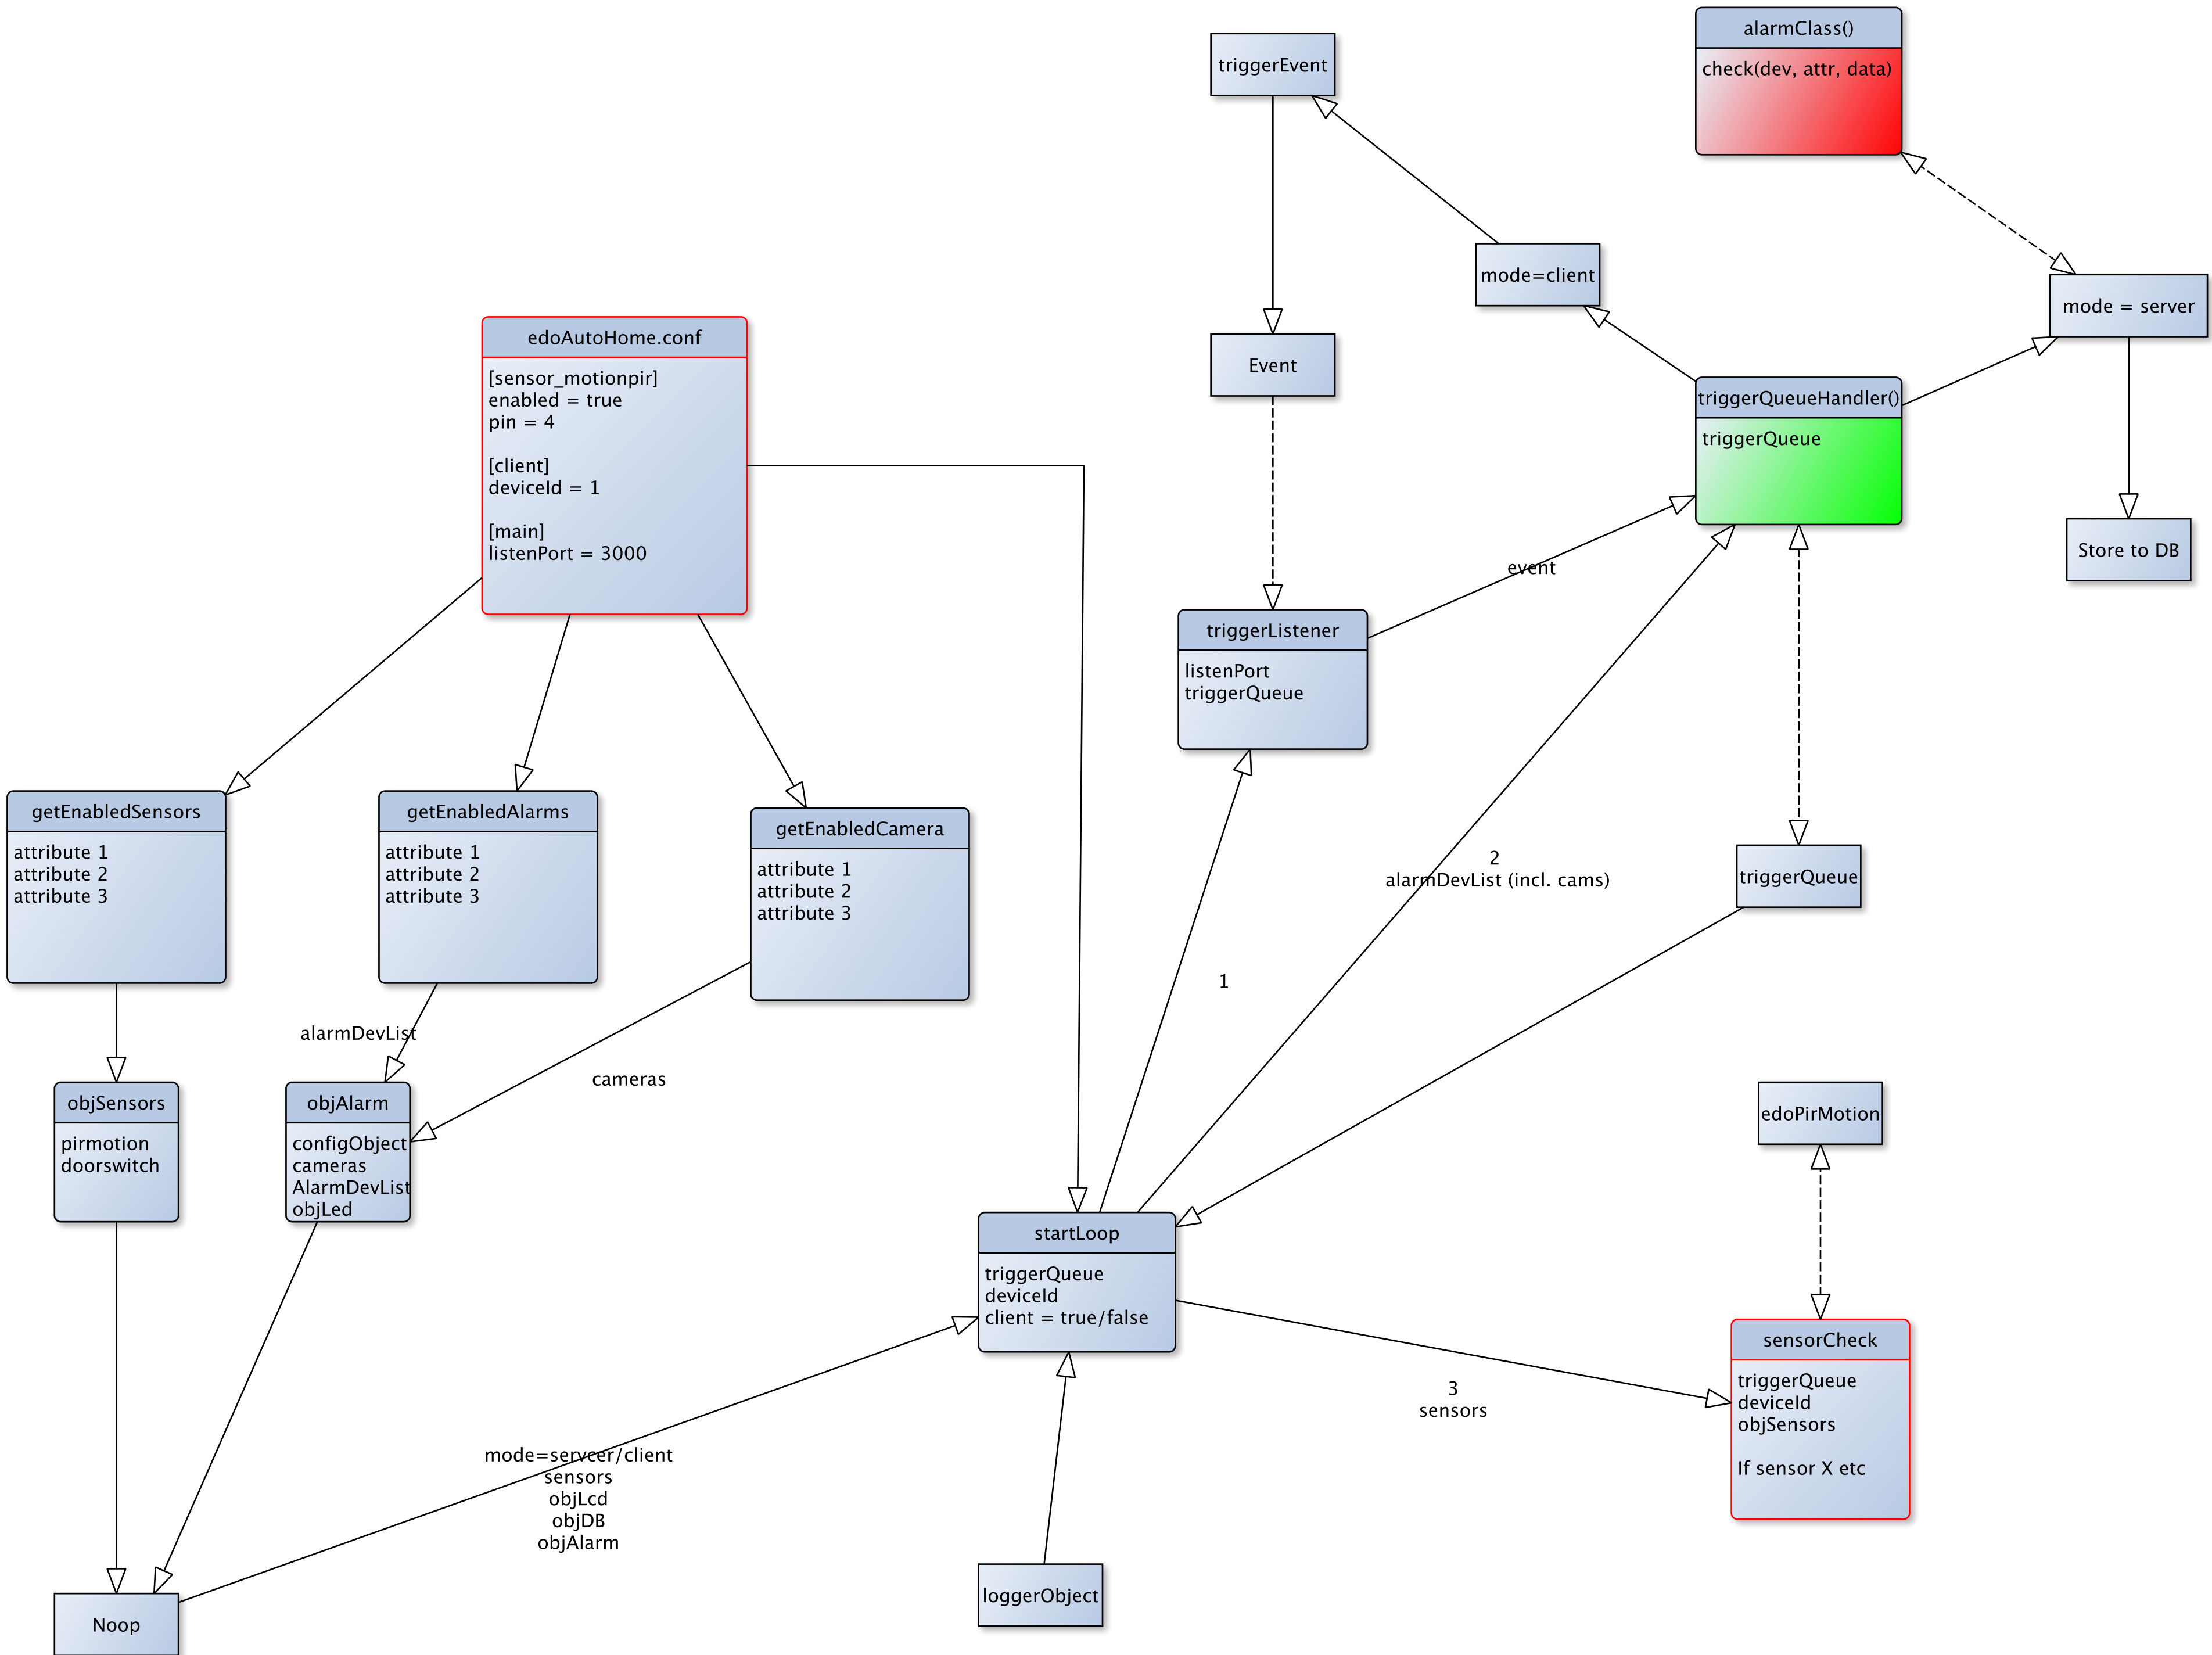 alarmClass()
check(dev, attr, data)
triggerEvent
mode=client
mode = server
edoAutoHome.conf
[sensor_motionpir]
enabled = true
pin = 4
[client]
deviceId = 1
[main]
listenPort = 3000
Event
triggerQueueHandler()
triggerQueue
Store to DB
event
triggerListener
listenPort
triggerQueue
getEnabledSensors
attribute 1
attribute 2
attribute 3
getEnabledAlarms
attribute 1
attribute 2
attribute 3
getEnabledCamera
attribute 1
attribute 2
attribute 3
2
alarmDevList (incl. cams)
triggerQueue
1
alarmDevList
cameras
objSensors
pirmotion
doorswitch
objAlarm
configObject
cameras
AlarmDevList
objLed
edoPirMotion
startLoop
triggerQueue
deviceId
client = true/false
sensorCheck
triggerQueue
deviceId
objSensors
If sensor X etc
3
sensors
mode=servcer/client
sensors
objLcd
objDB
objAlarm
loggerObject
Noop